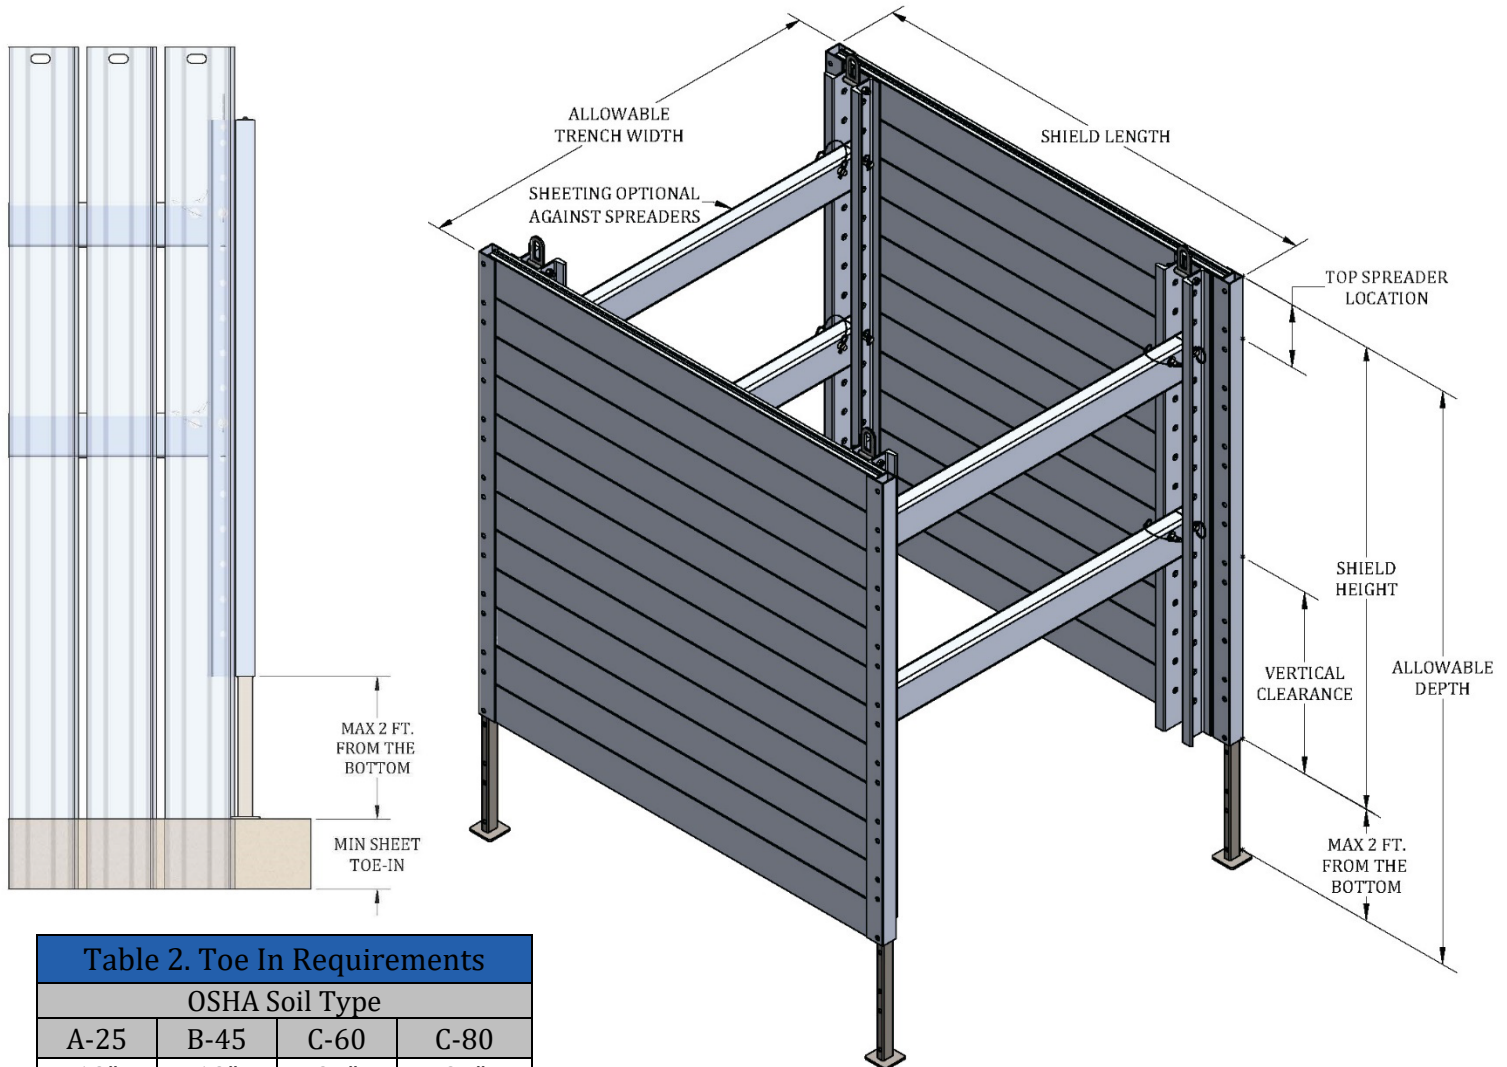 ALLOWABLE
TRENCH WIDTH
SHIELD LENGTH
SHEETING OPTIONAL
AGAINST SPREADERS
TOP SPREADER
LOCATION
SHIELD
HEIGHT
VERTICAL
CLEARANCE
ALLOWABLE
DEPTH
MAX 2 FT.
FROM THE
BOTTOM
MAX 2 FT.
FROM THE
BOTTOM
MIN SHEET
TOE-IN
Table 2. Toe In Requirements
OSHA Soil Type
A-25 B-45 C-60 C-80